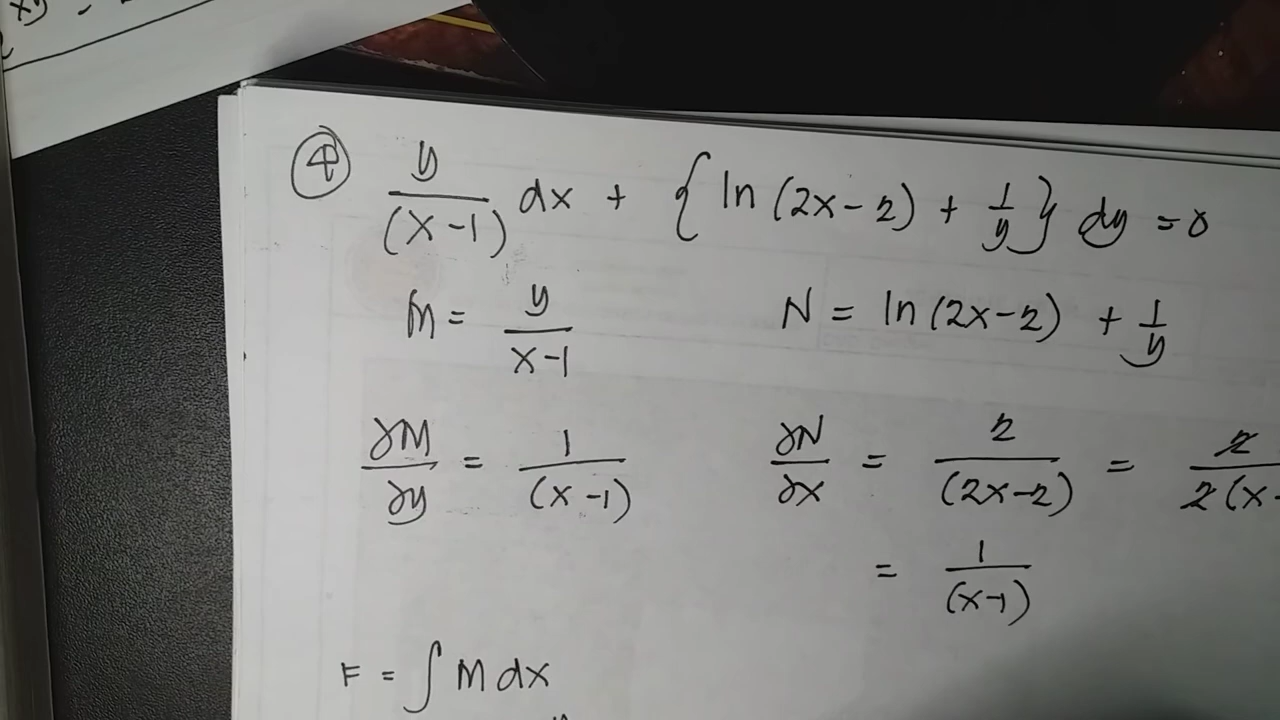 xy -
④ y/(x-1) dx + {ln(2x-2) + 1/y} dy = 0
M = y/(x-1) N = ln(2x-2) + 1/y
∂M/∂y = 1/(x-1) ∂N/∂x = 2/(2x-2) = 2/2(x-
= 1/(x-1)
F = ∫ M dx